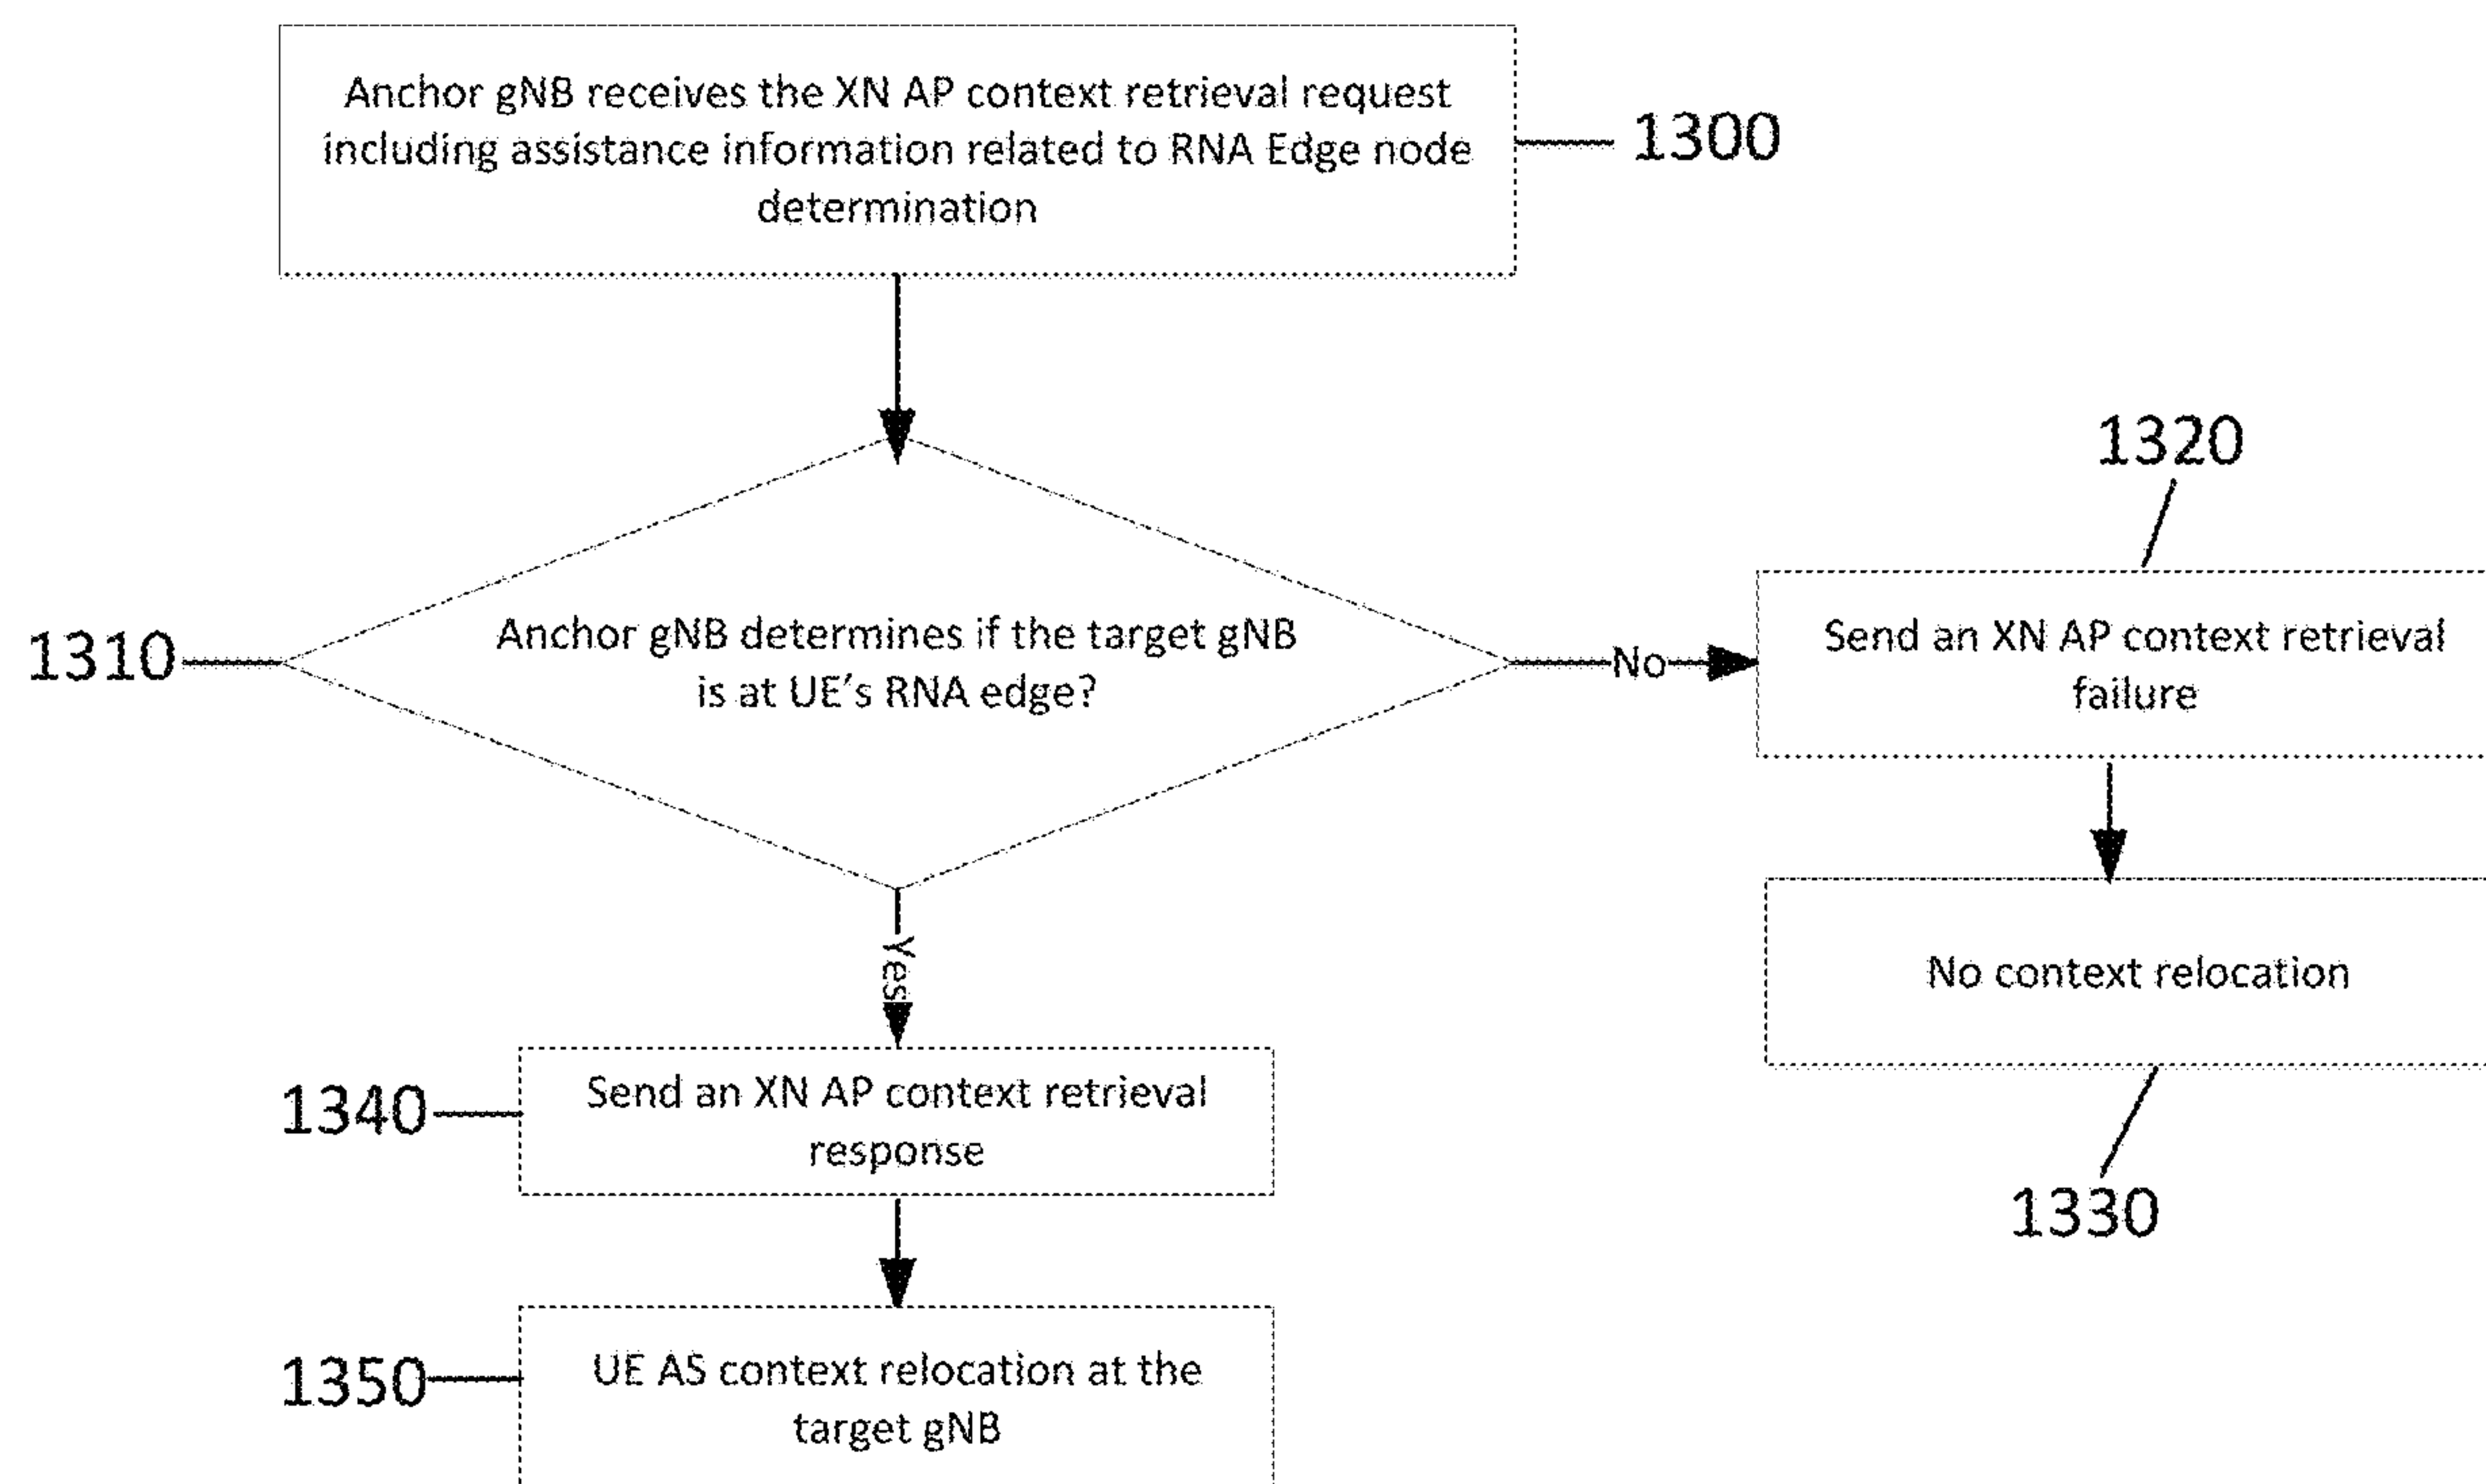 Anchor gNB receives the XN AP context retrieval request
including assistance information related to RNA Edge node
determination
1300
1310
Anchor gNB determines if the target gNB
is at UE's RNA edge?
No
1320
Send an XN AP context retrieval
failure
No context relocation
1330
Yes
1340
Send an XN AP context retrieval
response
1350
UE AS context relocation at the
target gNB